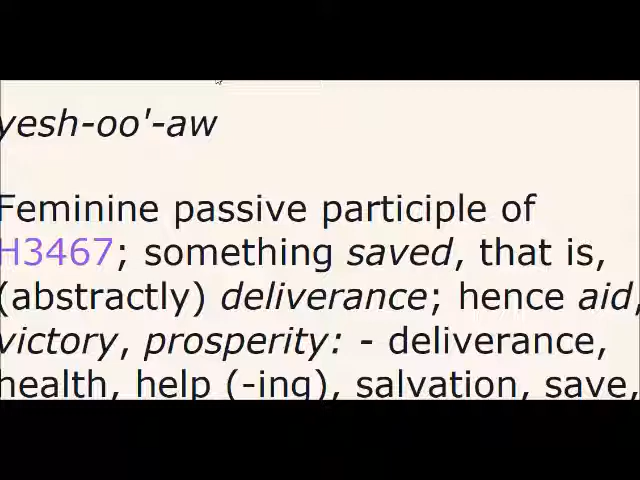 yesh-oo'-aw
Feminine passive participle of
H3467; something saved, that is,
(abstractly) deliverance; hence aid,
victory, prosperity: - deliverance,
health, help (-ing), salvation, save,